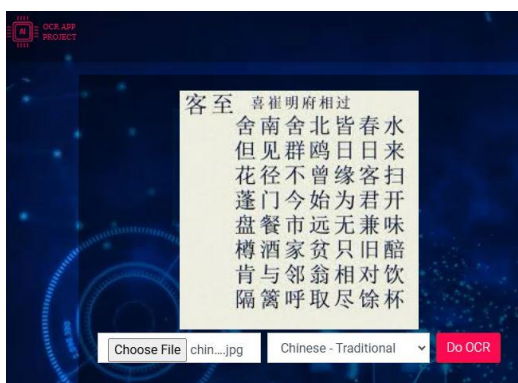 AI
OCR APP
PROJECT
客至 喜崔明府相过
舍南舍北皆春水
但见群鸥日日来
花径不曾缘客扫
蓬门今始为君开
盘餐市远无兼味
樽酒家贫只旧醅
肯与邻翁相对饮
隔篱呼取尽馀杯
Choose File chin....jpg
Chinese - Traditional
Do OCR